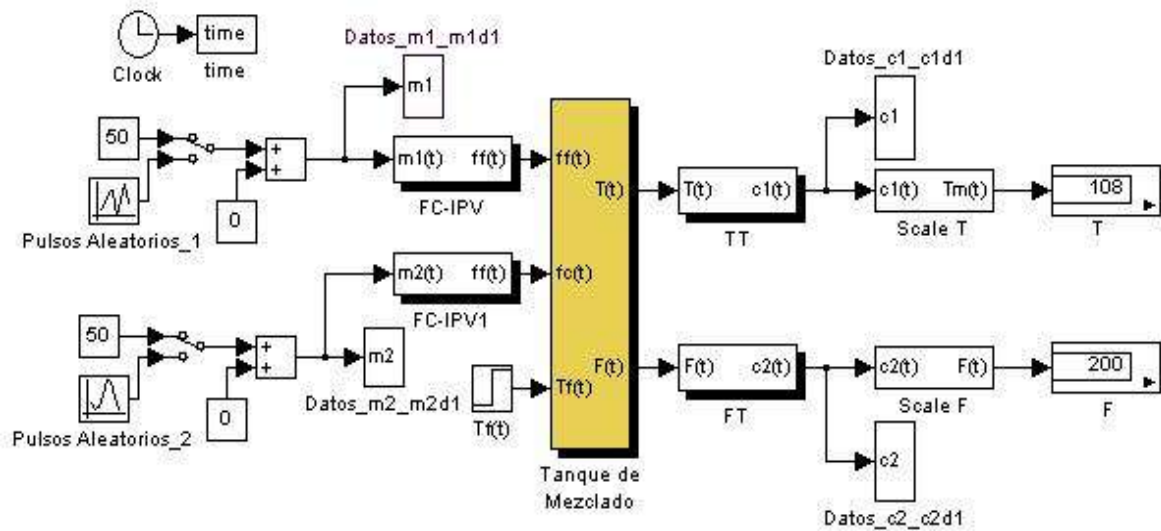 time
Clock
time
Datos_m1_m1d1
m1
50
+
+
0
Pulsos Aleatorios_1
m1(t) ff(t)
FC-IPV
m2(t) ff(t)
FC-IPV1
50
+
+
0
Pulsos Aleatorios_2
m2
Datos_m2_m2d1
Tf(t)
ff(t)
T(t)
fc(t)
F(t)
Tf(t)
Tanque de
Mezclado
T(t) c1(t)
TT
Datos_c1_c1d1
c1
c1(t) Tm(t)
Scale T
108
T
F(t) c2(t)
FT
c2(t) F(t)
Scale F
200
F
c2
Datos_c2_c2d1